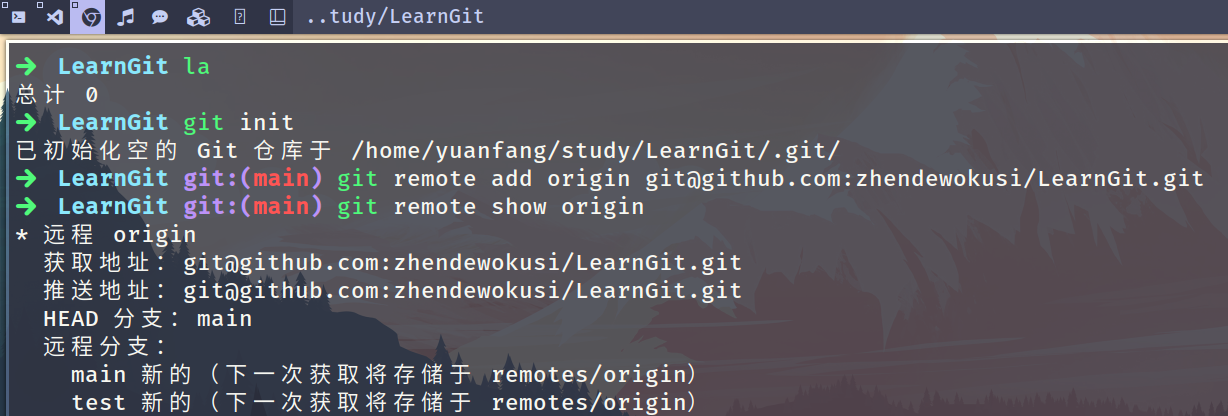 ..tudy/LearnGit
➜ LearnGit la
总计 0
➜ LearnGit git init
已初始化空的 Git 仓库于 /home/yuanfang/study/LearnGit/.git/
➜ LearnGit git:(main) git remote add origin git@github.com:zhendewokusi/LearnGit.git
➜ LearnGit git:(main) git remote show origin
* 远程 origin
获取地址：git@github.com:zhendewokusi/LearnGit.git
推送地址：git@github.com:zhendewokusi/LearnGit.git
HEAD 分支：main
远程分支：
main 新的（下一次获取将存储于 remotes/origin）
test 新的（下一次获取将存储于 remotes/origin）